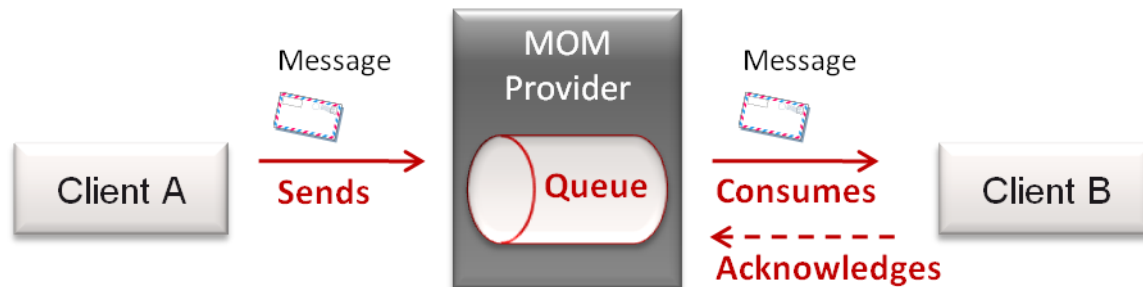 Client A
Message
Sends
MOM
Provider
Queue
Message
Consumes
Acknowledges
Client B